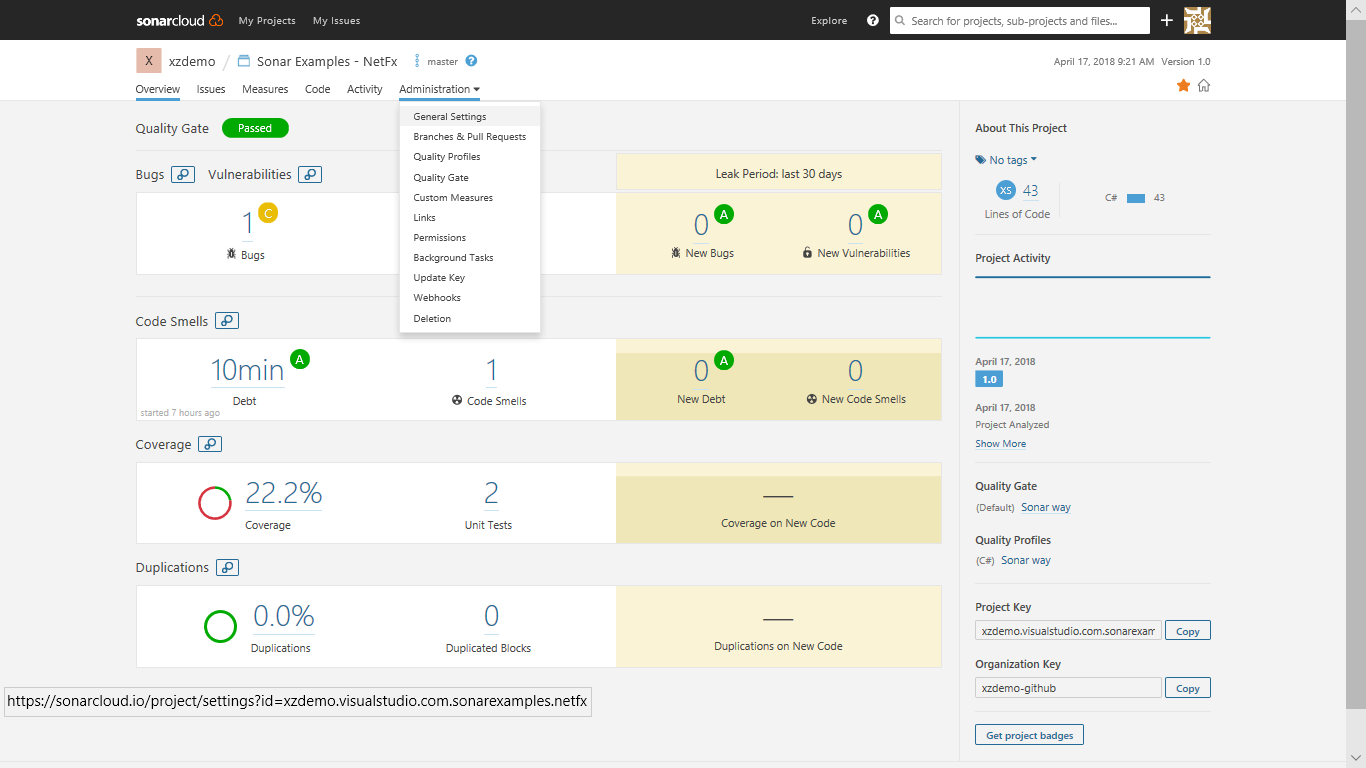 sonarcloud My Projects My Issues Explore Search for projects, sub-projects and files...
X xzdemo / Sonar Examples - NetFx master April 17, 2018 9:21 AM Version 1.0
Overview Issues Measures Code Activity Administration
General Settings
Branches & Pull Requests
Quality Profiles
Quality Gate
Custom Measures
Links
Permissions
Background Tasks
Update Key
Webhooks
Deletion
Quality Gate Passed
Bugs Vulnerabilities
Leak Period: last 30 days
1 C
Bugs
0 A
New Bugs
0 A
New Vulnerabilities
Code Smells
10min A
Debt
started 7 hours ago
1
Code Smells
0 A
New Debt
0
New Code Smells
Coverage
22.2%
Coverage
2
Unit Tests
—
Coverage on New Code
Duplications
0.0%
Duplications
0
Duplicated Blocks
—
Duplications on New Code
About This Project
No tags
XS 43
Lines of Code
C# 43
Project Activity
April 17, 2018
1.0
April 17, 2018
Project Analyzed
Show More
Quality Gate
(Default) Sonar way
Quality Profiles
(C#) Sonar way
Project Key
xzdemo.visualstudio.com.sonarexam Copy
Organization Key
xzdemo-github Copy
Get project badges
https://sonarcloud.io/project/settings?id=xzdemo.visualstudio.com.sonarexamples.netfx